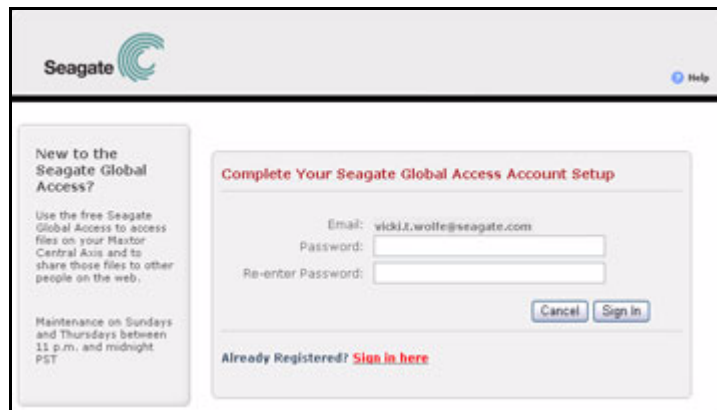 Seagate
Help
New to the
Seagate Global
Access?
Use the free Seagate
Global Access to access
files on your Maxtor
Central Axis and to
share those files to other
people on the web.
Maintenance on Sundays
and Thursdays between
11 p.m. and midnight
PST
Complete Your Seagate Global Access Account Setup
Email: vicki.t.wolfe@seagate.com
Password:
Re-enter Password:
Cancel Sign In
Already Registered? Sign in here